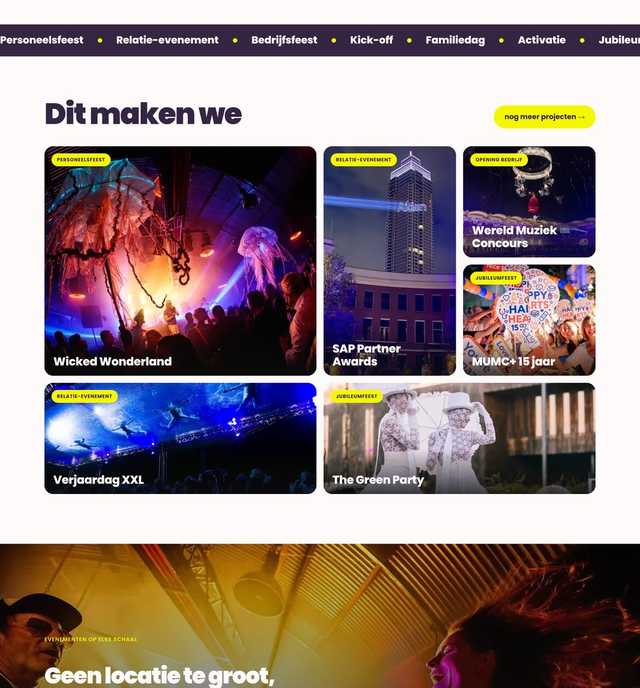 Personeelsfeest • Relatie-evenement • Bedrijfsfeest • Kick-off • Familiedag • Activatie • Jubileum
Dit maken we
nog meer projecten →
PERSONEELSFEEST
Wicked Wonderland
RELATIE-EVENEMENT
SAP Partner
Awards
OPENING BEDRIJF
Wereld Muziek
Concours
JUBILEUMFEEST
MUMC+ 15 jaar
RELATIE-EVENEMENT
Verjaardag XXL
JUBILEUMFEEST
The Green Party
EVENEMENTEN OP ELKE SCHAAL
Geen locatie te groot,